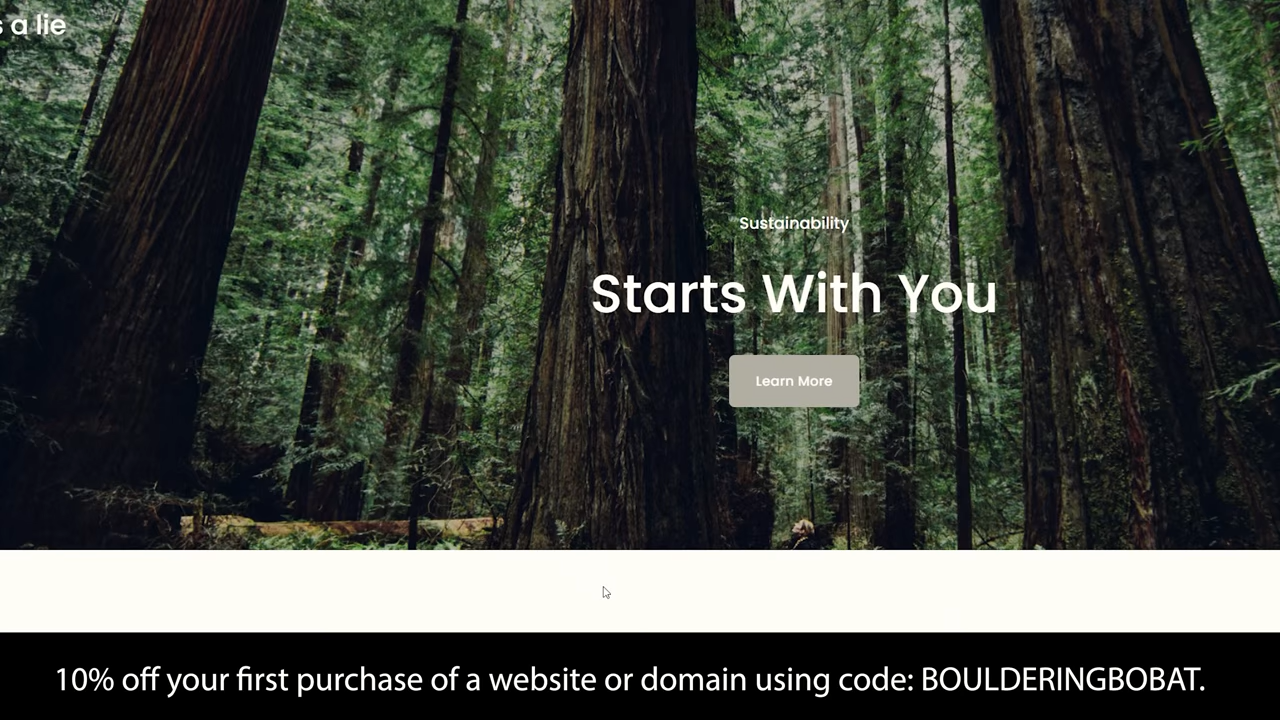 s a lie
Sustainability
Starts With You
Learn More
10% off your first purchase of a website or domain using code: BOULDERINGBOBAT.